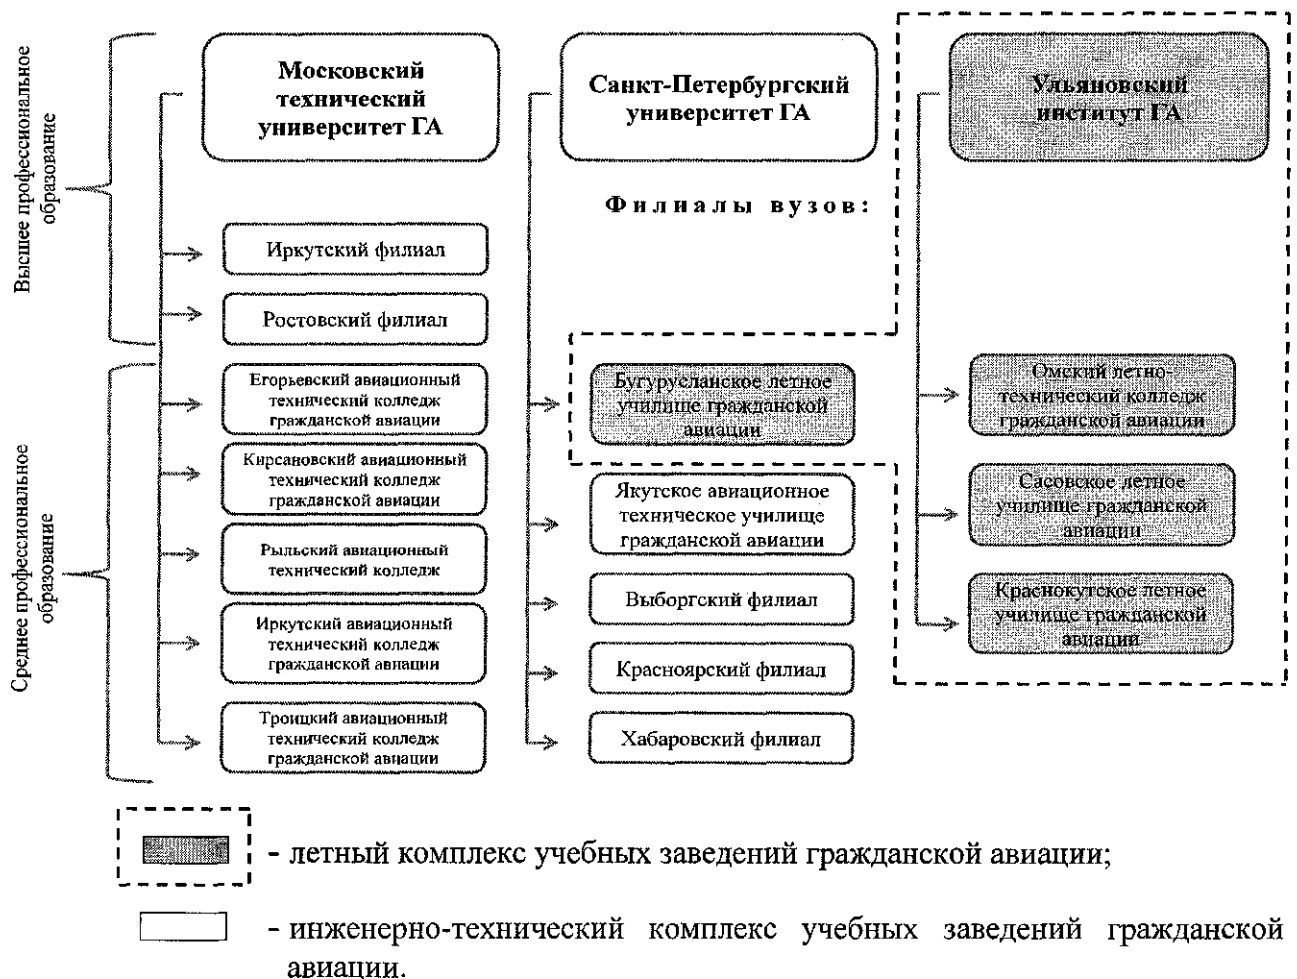 Высшее профессиональное
образование
Среднее профессиональное
образование
Московский
технический
университет ГА
Санкт-Петербургский
университет ГА
Ульяновский
институт ГА
Филиалы вузов:
Иркутский филиал
Ростовский филиал
Егорьевский авиационный
технический колледж
гражданской авиации
Кирсановский авиационный
технический колледж
гражданской авиации
Рыльский авиационный
технический колледж
Иркутский авиационный
технический колледж
гражданской авиации
Троицкий авиационный
технический колледж
гражданской авиации
Бугурусланское летное
училище гражданской
авиации
Якутское авиационное
техническое училище
гражданской авиации
Выборгский филиал
Красноярский филиал
Хабаровский филиал
Омский летно-
технический колледж
гражданской авиации
Сасовское летное
училище гражданской
авиации
Краснокутское летное
училище гражданской
авиации
- летный комплекс учебных заведений гражданской авиации;
- инженерно-технический комплекс учебных заведений гражданской
авиации.